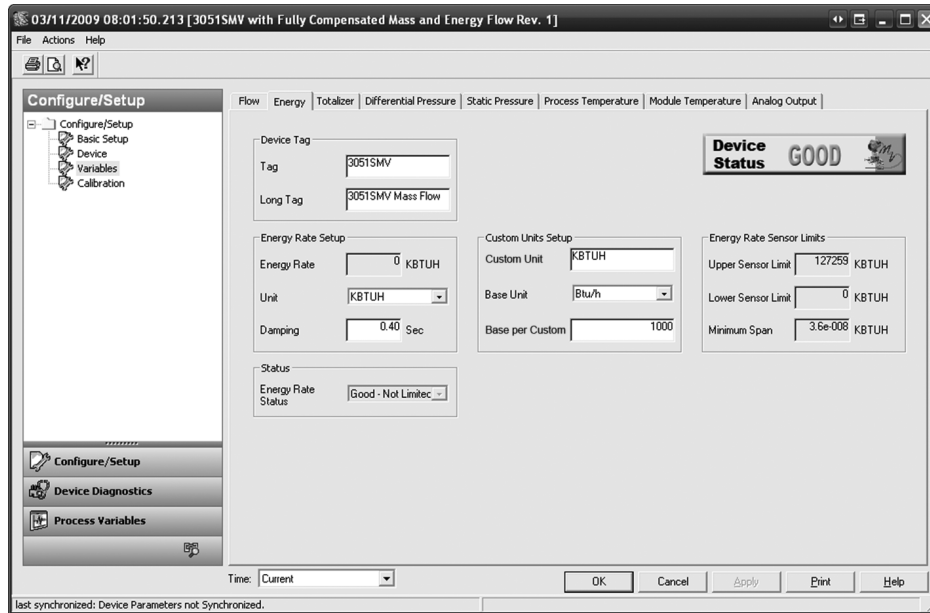 03/11/2009 08:01:50.213 [3051SMV with Fully Compensated Mass and Energy Flow Rev. 1]
File Actions Help
Configure/Setup
Configure/Setup
Basic Setup
Device
Variables
Calibration
Configure/Setup
Device Diagnostics
Process Variables
Flow Energy Totalizer Differential Pressure Static Pressure Process Temperature Module Temperature Analog Output
Device Tag
Tag 3051SMV
Long Tag 3051SMV Mass Flow
Device Status GOOD
Energy Rate Setup
Energy Rate 0 KBTUH
Unit KBTUH
Damping 0.40 Sec
Custom Units Setup
Custom Unit KBTUH
Base Unit Btu/h
Base per Custom 1000
Energy Rate Sensor Limits
Upper Sensor Limit 127259 KBTUH
Lower Sensor Limit 0 KBTUH
Minimum Span 3.6e-008 KBTUH
Status
Energy Rate Status Good - Not Limitec
Time: Current
OK Cancel Apply Print Help
last synchronized: Device Parameters not Synchronized.